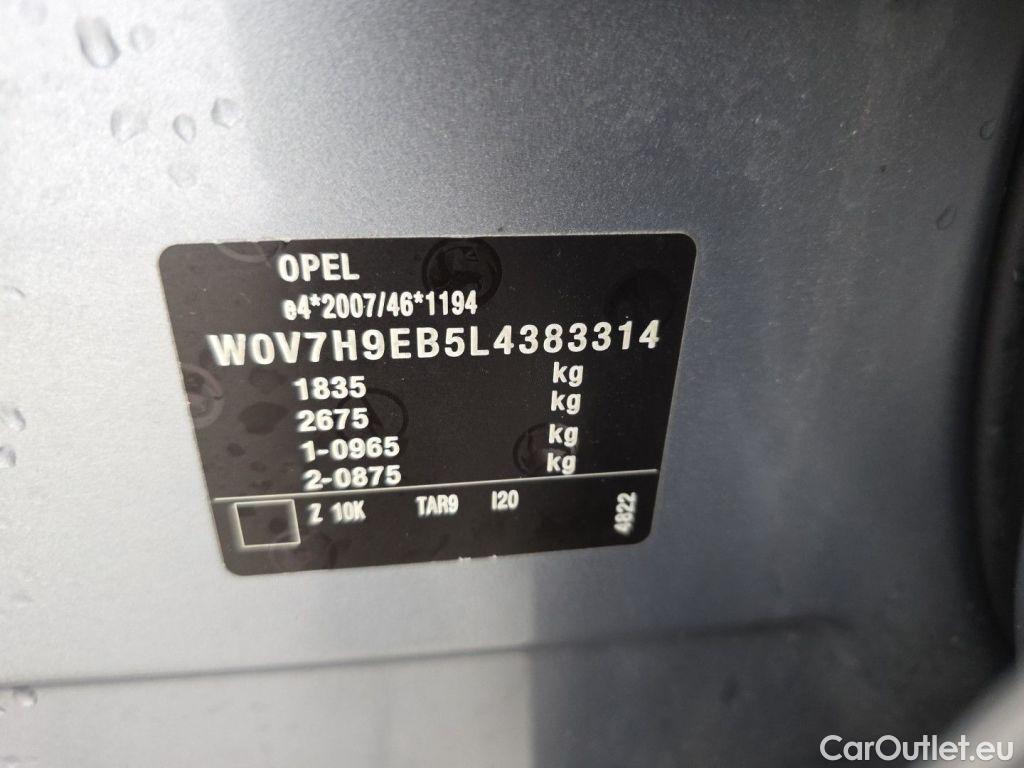 OPEL
e4*2007/46*1194
W0V7H9EB5L4383314
1835 kg
2675 kg
1-0965 kg
2-0875 kg
Z 10K TAR9 I20
4822
CarOutlet.eu